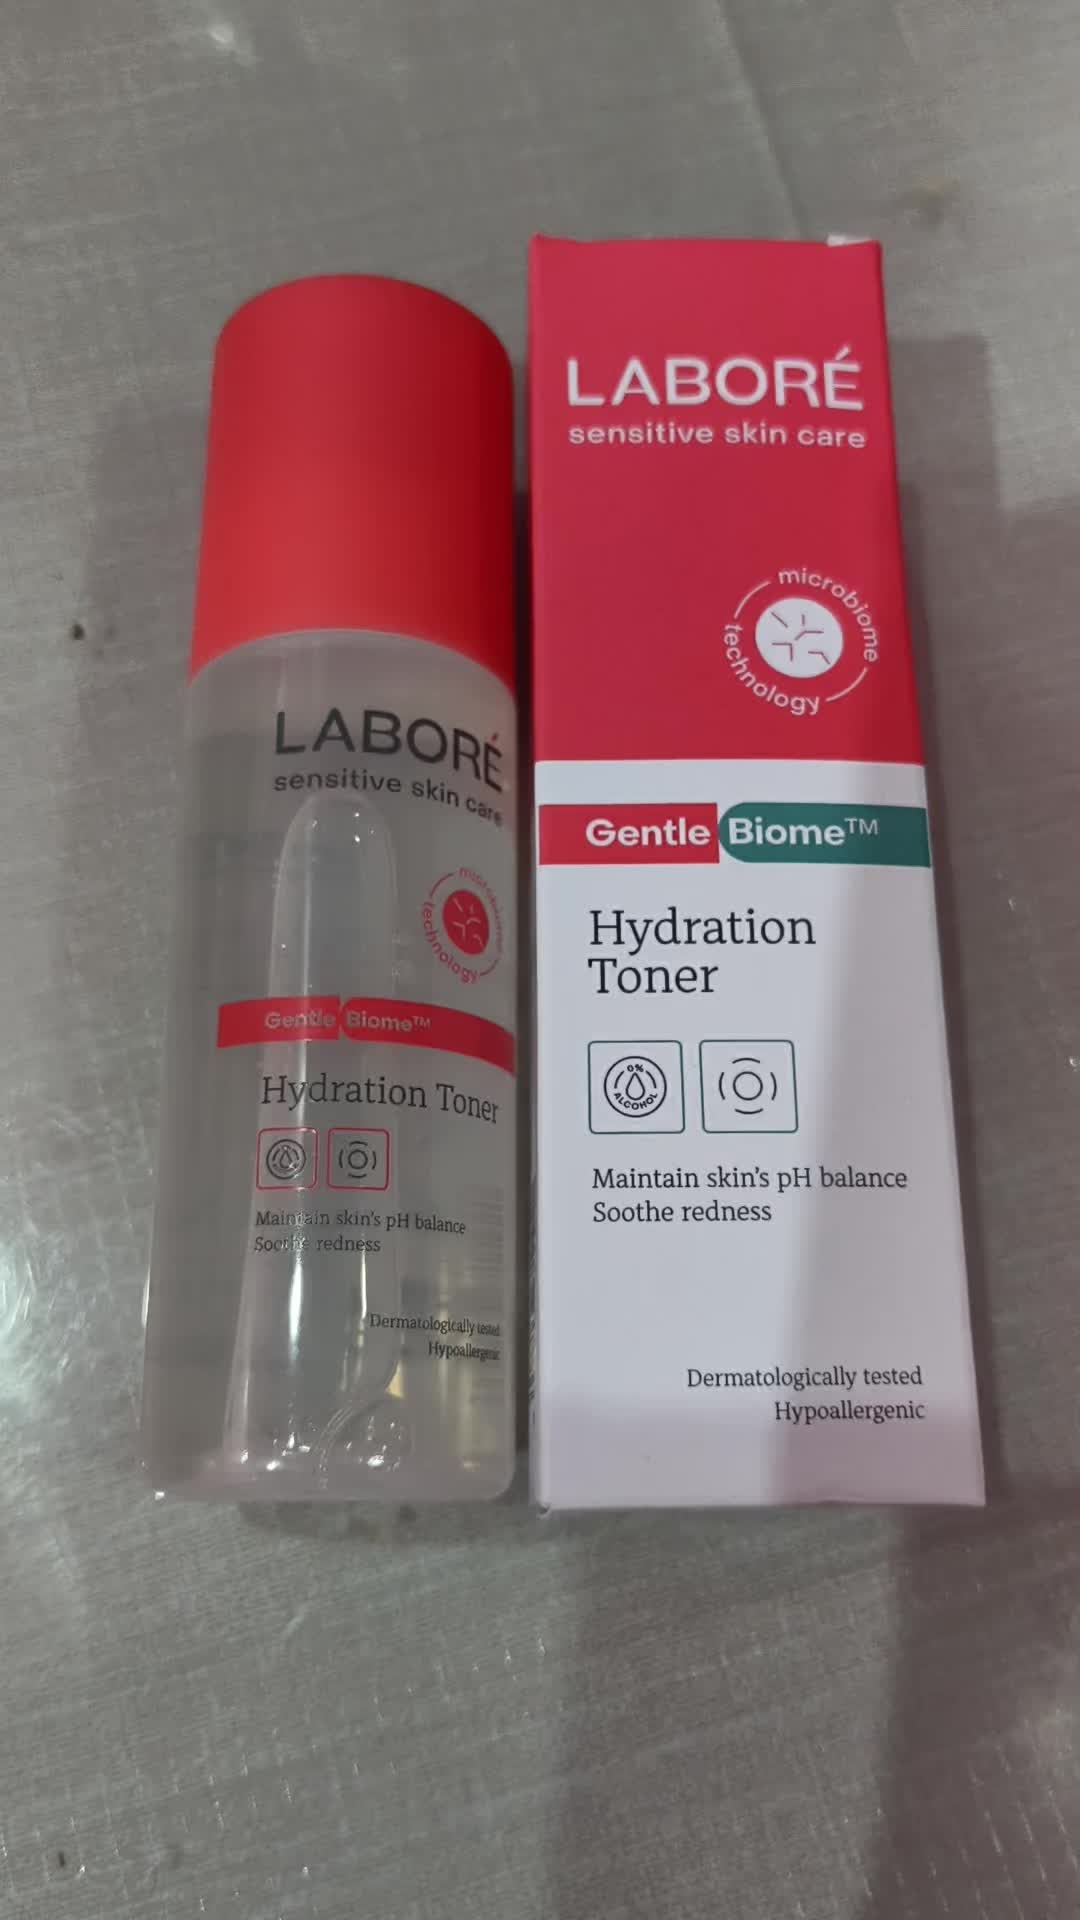 LABORÉ
sensitive skin care
microbiome
technology
Gentle Biome™
Hydration Toner
Maintain skin's pH balance
Soothe redness
Dermatologically tested
Hypoallergenic
LABORÉ
sensitive skin care
microbiome
technology
Gentle Biome™
Hydration
Toner
0%
ALCOHOL
Maintain skin's pH balance
Soothe redness
Dermatologically tested
Hypoallergenic